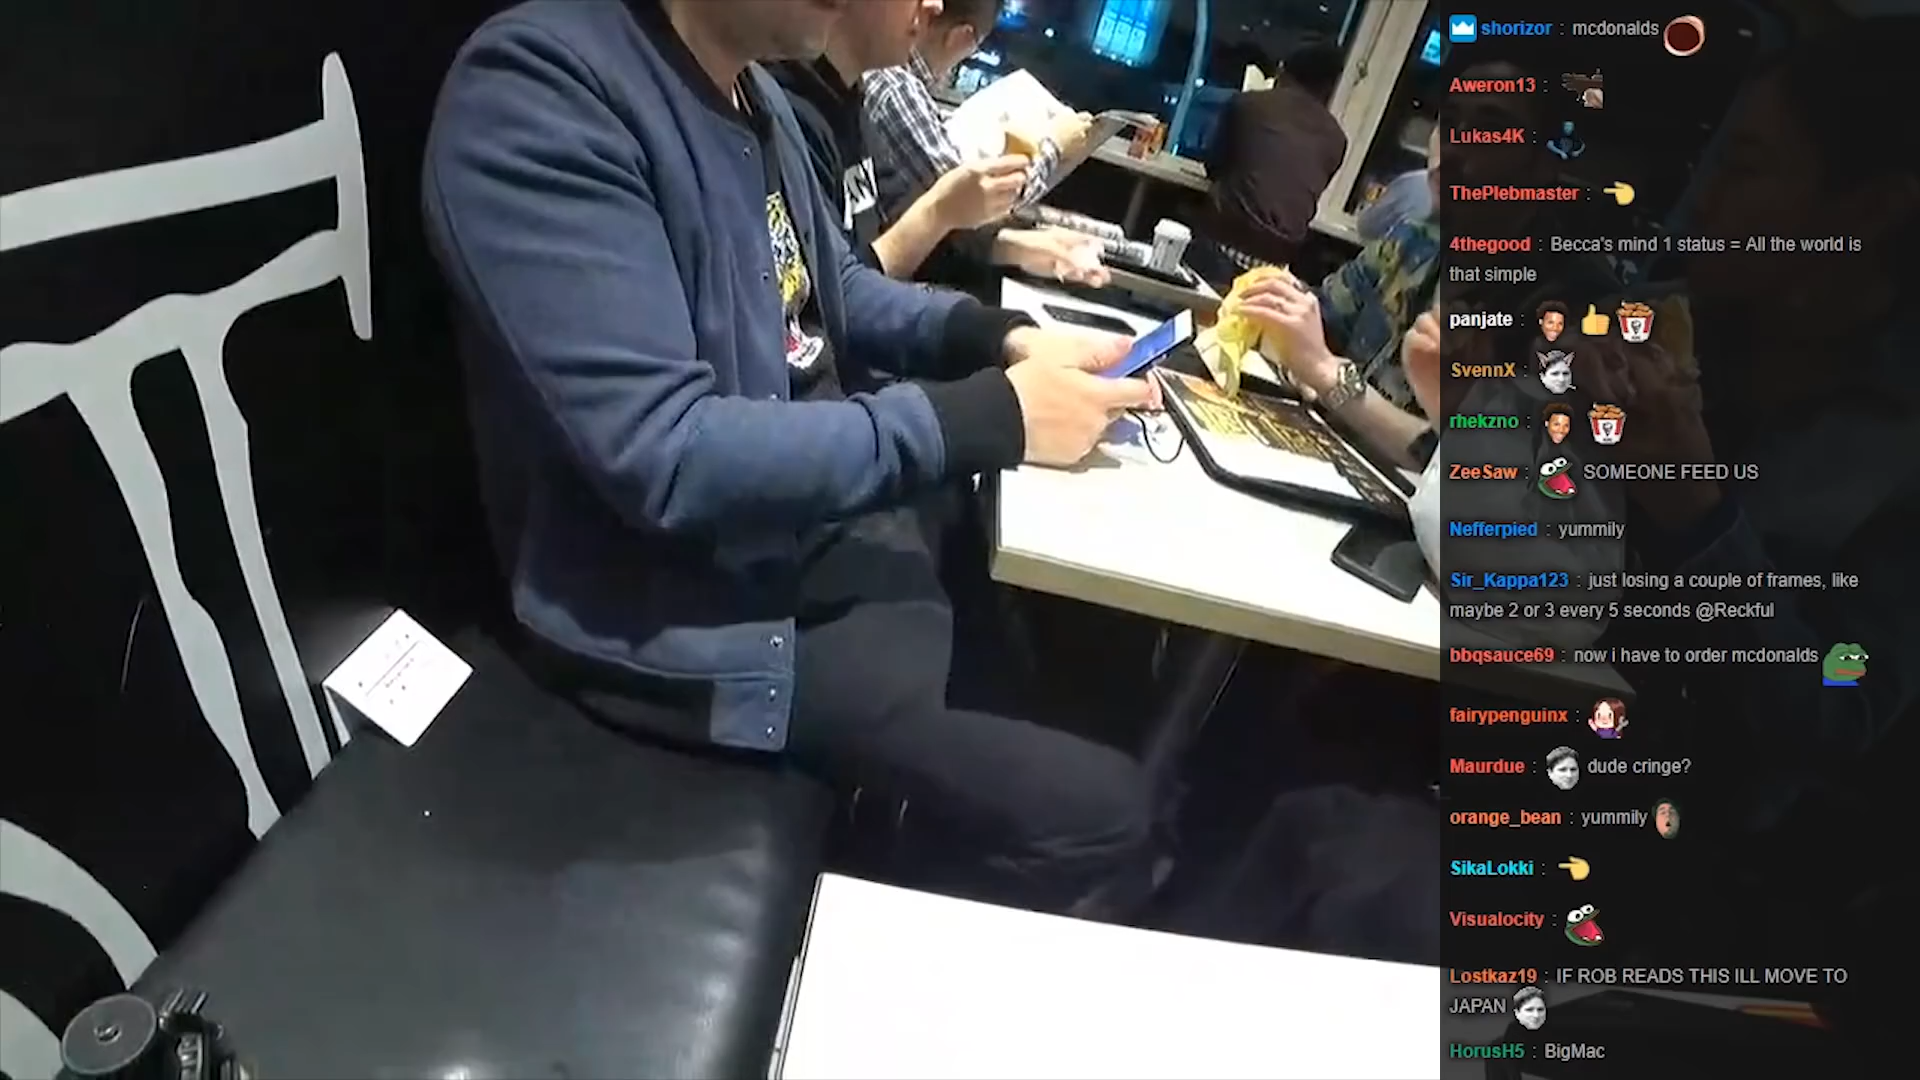 shorizor : mcdonalds
Aweron13 :
Lukas4K :
ThePlebmaster :
4thegood : Becca's mind 1 status = All the world is
that simple
panjate :
SvennX :
rhekzno :
ZeeSaw : SOMEONE FEED US
Nefferpied : yummily
Sir_Kappa123 : just losing a couple of frames, like
maybe 2 or 3 every 5 seconds @Reckful
bbqsauce69 : now i have to order mcdonalds
fairypenguinx :
Maurdue : dude cringe?
orange_bean : yummily
SikaLokki :
Visualocity :
Lostkaz19 : IF ROB READS THIS ILL MOVE TO
JAPAN
HorusH5 : BigMac